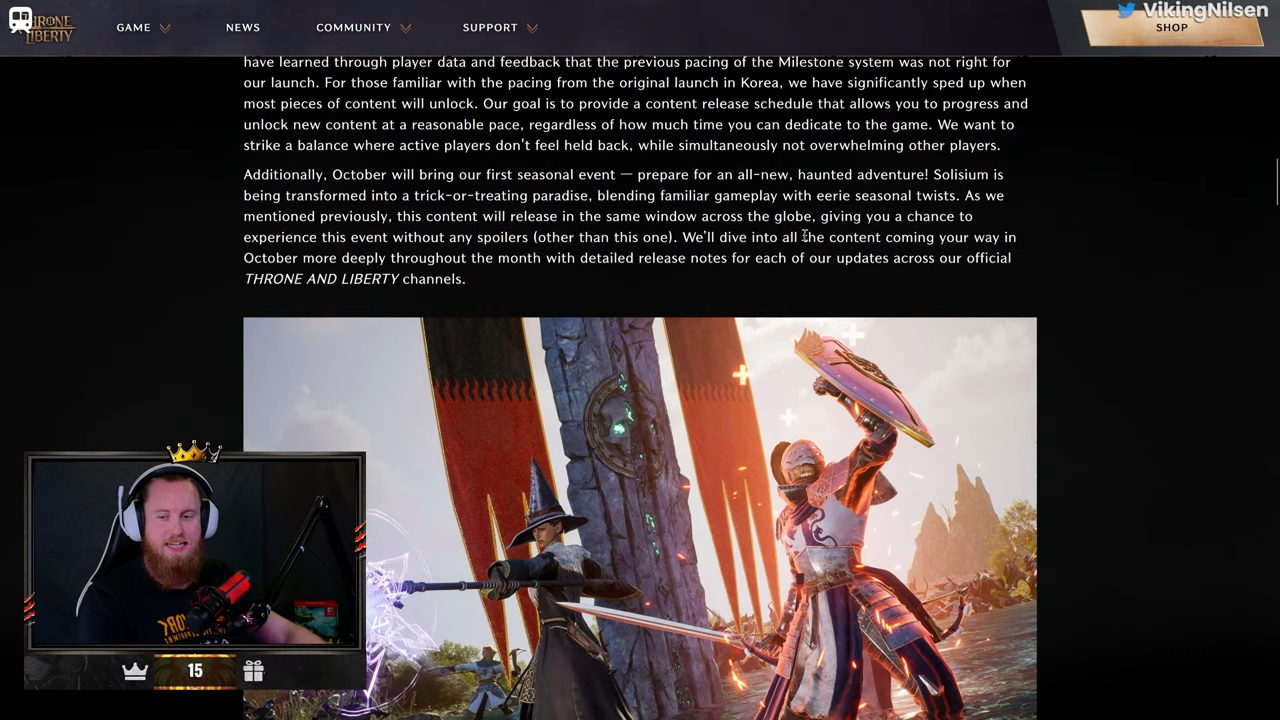 THRONE
LIBERTY
GAME
NEWS
COMMUNITY
SUPPORT
VikingNilsen
SHOP
have learned through player data and feedback that the previous pacing of the Milestone system was not right for
our launch. For those familiar with the pacing from the original launch in Korea, we have significantly sped up when
most pieces of content will unlock. Our goal is to provide a content release schedule that allows you to progress and
unlock new content at a reasonable pace, regardless of how much time you can dedicate to the game. We want to
strike a balance where active players don't feel held back, while simultaneously not overwhelming other players.
Additionally, October will bring our first seasonal event — prepare for an all-new, haunted adventure! Solisium is
being transformed into a trick-or-treating paradise, blending familiar gameplay with eerie seasonal twists. As we
mentioned previously, this content will release in the same window across the globe, giving you a chance to
experience this event without any spoilers (other than this one). We'll dive into all the content coming your way in
October more deeply throughout the month with detailed release notes for each of our updates across our official
THRONE AND LIBERTY channels.
15